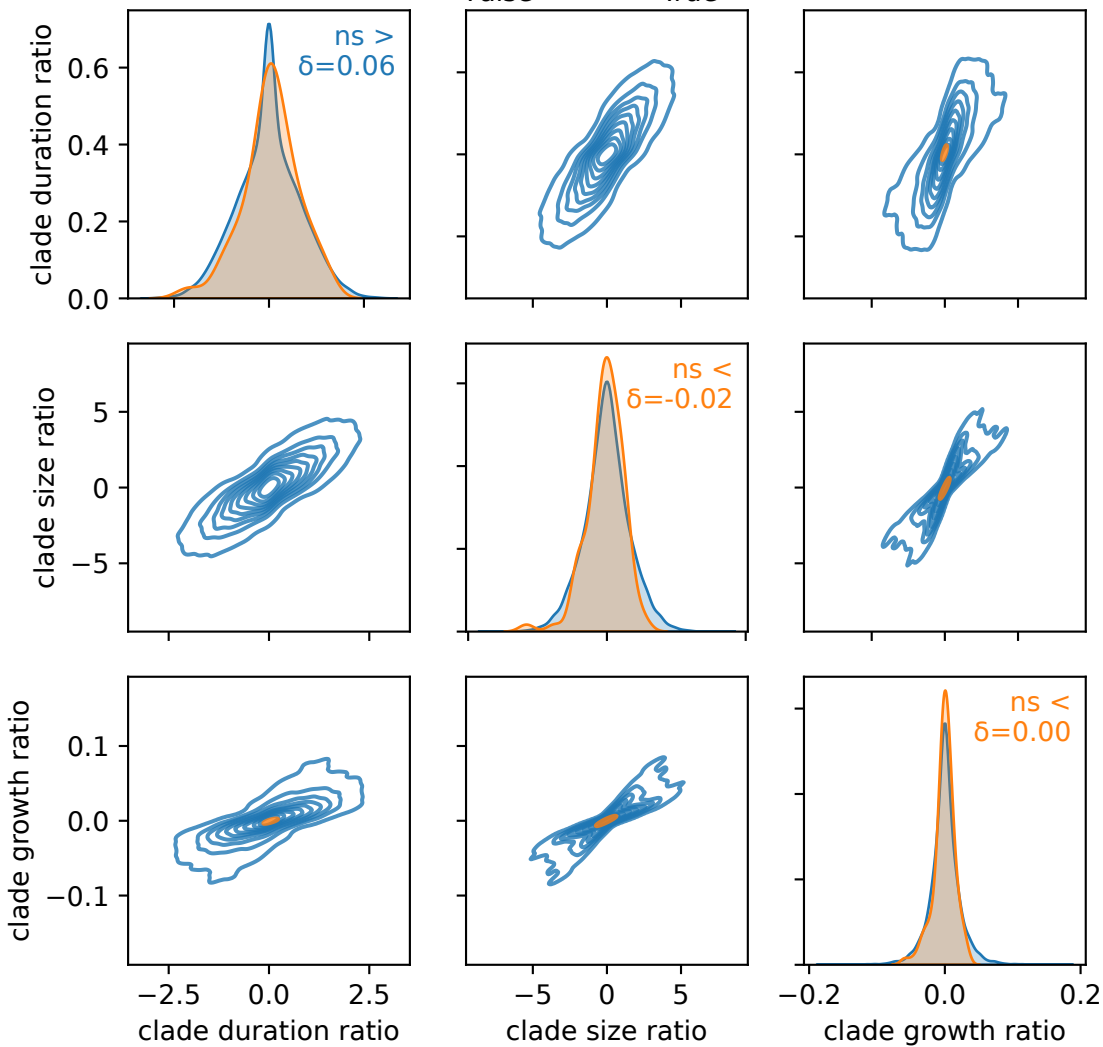 True
clade duration ratio
0.6
0.4
0.2
0.0
ns >
δ=0.06
clade size ratio
5
0
−5
ns <
δ=-0.02
clade growth ratio
0.1
0.0
−0.1
ns <
δ=0.00
−2.5 0.0 2.5
clade duration ratio
−5 0 5
clade size ratio
−0.2 0.0 0.2
clade growth ratio